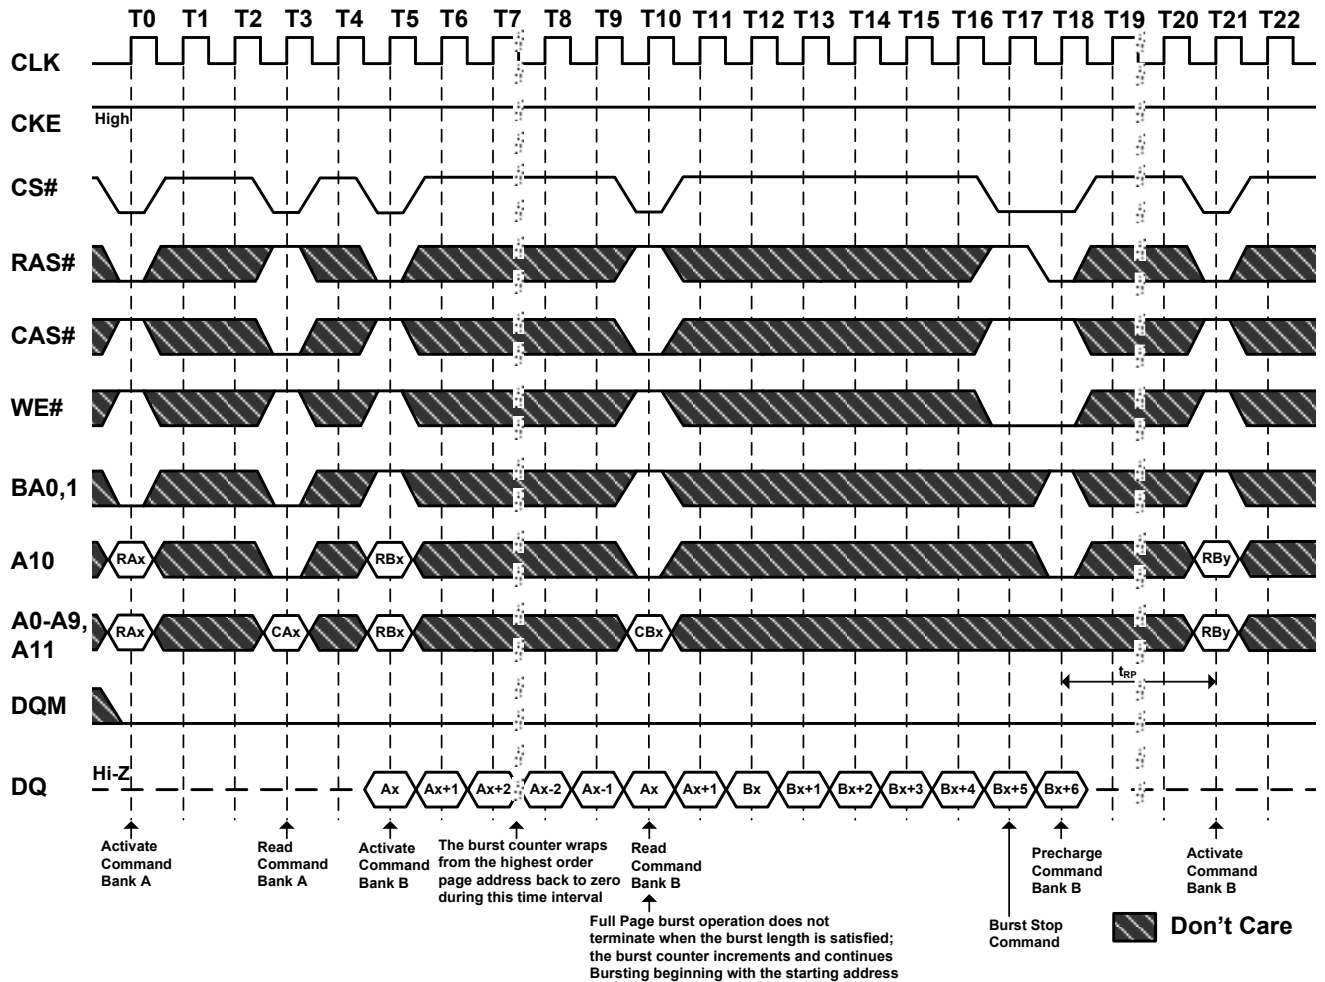 T0 T1 T2 T3 T4 T5 T6 T7 T8 T9 T10 T11 T12 T13 T14 T15 T16 T17 T18 T19 T20 T21 T22
CLK
CKE High
CS#
RAS#
CAS#
WE#
BA0,1
A10 RAx RBx RBy
A0-A9,
A11 RAx CAx RBx CBx RBy
tRP
DQM
DQ Hi-Z Ax Ax+1 Ax+2 Ax-2 Ax-1 Ax Ax+1 Bx Bx+1 Bx+2 Bx+3 Bx+4 Bx+5 Bx+6
Activate
Command
Bank A
Read
Command
Bank A
Activate
Command
Bank B
The burst counter wraps
from the highest order
page address back to zero
during this time interval
Read
Command
Bank B
Full Page burst operation does not
terminate when the burst length is satisfied;
the burst counter increments and continues
Bursting beginning with the starting address
Burst Stop
Command
Precharge
Command
Bank B
Activate
Command
Bank B
Don't Care